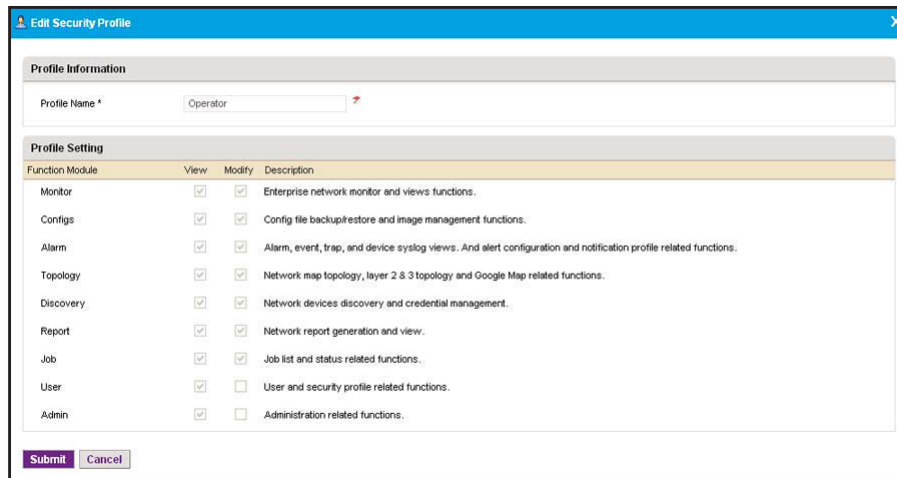 Edit Security Profile
Profile Information
Profile Name * Operator
Profile Setting
Function Module View Modify Description
Monitor Enterprise network monitor and views functions.
Configs Config file backup/restore and image management functions.
Alarm Alarm, event, trap, and device syslog views. And alert configuration and notification profile related functions.
Topology Network map topology, layer 2 & 3 topology and Google Map related functions.
Discovery Network devices discovery and credential management.
Report Network report generation and view.
Job Job list and status related functions.
User User and security profile related functions.
Admin Administration related functions.
Submit Cancel